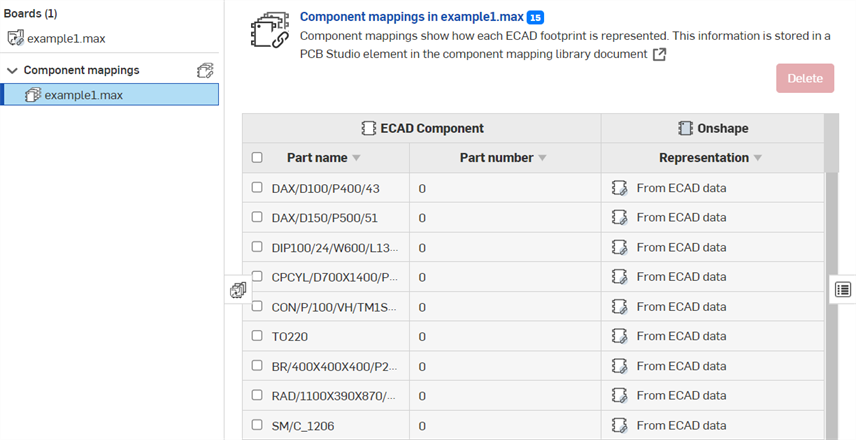 Boards (1)
example1.max
Component mappings
example1.max
Component mappings in example1.max 15
Component mappings show how each ECAD footprint is represented. This information is stored in a
PCB Studio element in the component mapping library document
Delete
ECAD Component Onshape
Part name Part number Representation
DAX/D100/P400/43 0 From ECAD data
DAX/D150/P500/51 0 From ECAD data
DIP100/24/W600/L13... 0 From ECAD data
CPCYL/D700X1400/P... 0 From ECAD data
CON/P/100/VH/TM1S... 0 From ECAD data
TO220 0 From ECAD data
BR/400X400X400/P2... 0 From ECAD data
RAD/1100X390X870/... 0 From ECAD data
SM/C_1206 0 From ECAD data